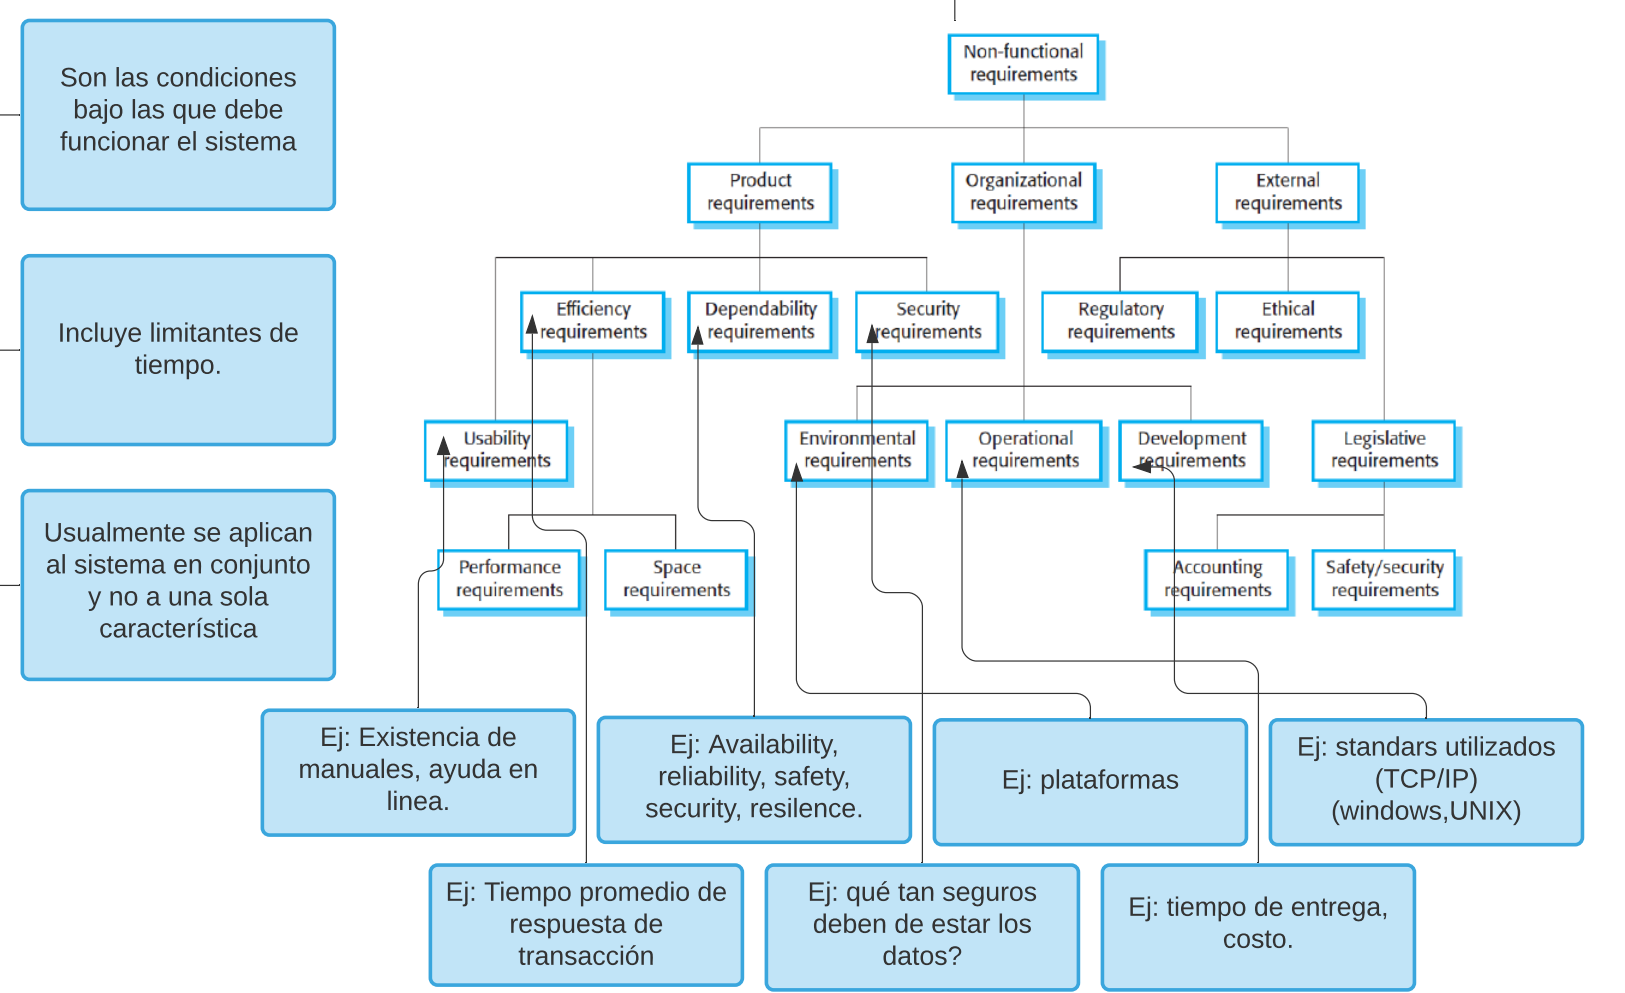 Son las condiciones
bajo las que debe
funcionar el sistema
Incluye limitantes de
tiempo.
Usualmente se aplican
al sistema en conjunto
y no a una sola
característica
Non-functional
requirements
Product
requirements
Organizational
requirements
External
requirements
Efficiency
requirements
Dependability
requirements
Security
requirements
Regulatory
requirements
Ethical
requirements
Usability
requirements
Environmental
requirements
Operational
requirements
Development
requirements
Legislative
requirements
Performance
requirements
Space
requirements
Accounting
requirements
Safety/security
requirements
Ej: Existencia de
manuales, ayuda en
linea.
Ej: Availability,
reliability, safety,
security, resilence.
Ej: plataformas
Ej: standars utilizados
(TCP/IP)
(windows,UNIX)
Ej: Tiempo promedio de
respuesta de
transacción
Ej: qué tan seguros
deben de estar los
datos?
Ej: tiempo de entrega,
costo.